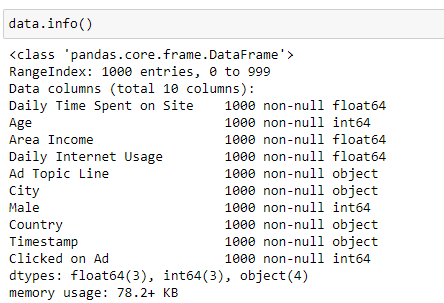 data.info()
<class 'pandas.core.frame.DataFrame'>
RangeIndex: 1000 entries, 0 to 999
Data columns (total 10 columns):
Daily Time Spent on Site    1000 non-null float64
Age                         1000 non-null int64
Area Income                 1000 non-null float64
Daily Internet Usage        1000 non-null float64
Ad Topic Line               1000 non-null object
City                        1000 non-null object
Male                        1000 non-null int64
Country                     1000 non-null object
Timestamp                   1000 non-null object
Clicked on Ad               1000 non-null int64
dtypes: float64(3), int64(3), object(4)
memory usage: 78.2+ KB